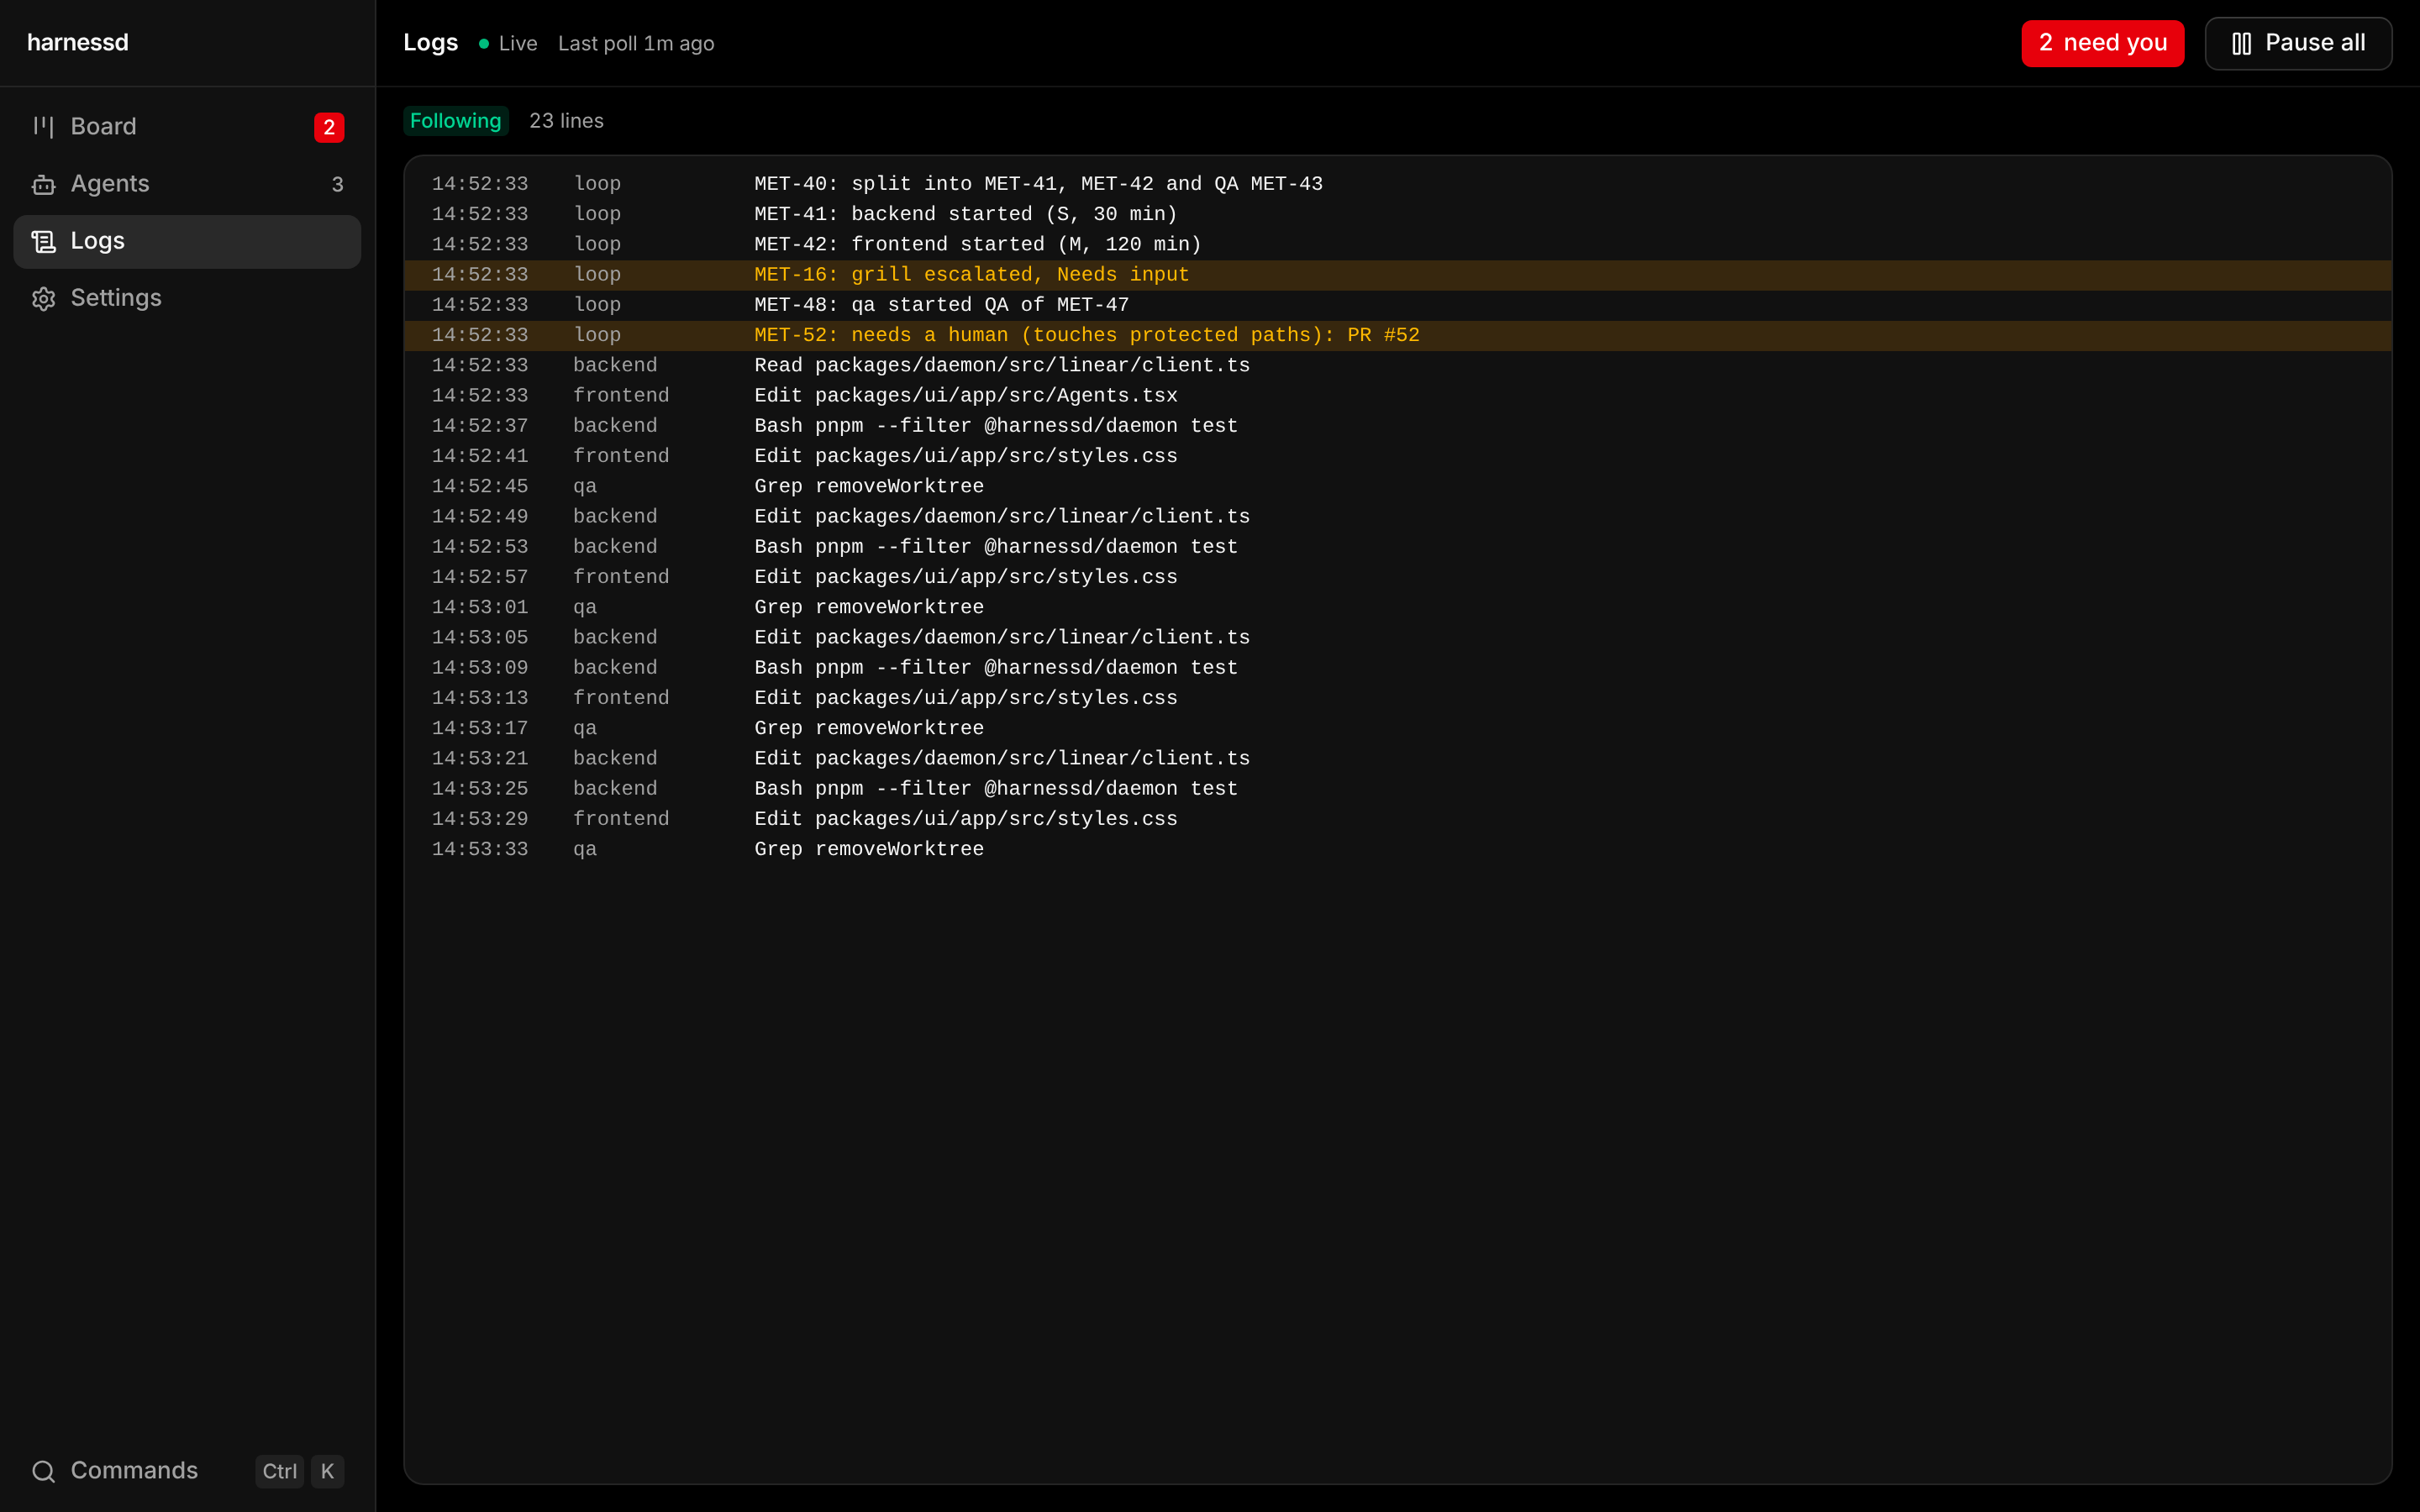 harnessd
Board 2
Agents 3
Logs
Settings
Commands Ctrl K
Logs Live Last poll 1m ago
2 need you Pause all
Following 23 lines
14:52:33 loop MET-40: split into MET-41, MET-42 and QA MET-43
14:52:33 loop MET-41: backend started (S, 30 min)
14:52:33 loop MET-42: frontend started (M, 120 min)
14:52:33 loop MET-16: grill escalated, Needs input
14:52:33 loop MET-48: qa started QA of MET-47
14:52:33 loop MET-52: needs a human (touches protected paths): PR #52
14:52:33 backend Read packages/daemon/src/linear/client.ts
14:52:33 frontend Edit packages/ui/app/src/Agents.tsx
14:52:37 backend Bash pnpm --filter @harnessd/daemon test
14:52:41 frontend Edit packages/ui/app/src/styles.css
14:52:45 qa Grep removeWorktree
14:52:49 backend Edit packages/daemon/src/linear/client.ts
14:52:53 backend Bash pnpm --filter @harnessd/daemon test
14:52:57 frontend Edit packages/ui/app/src/styles.css
14:53:01 qa Grep removeWorktree
14:53:05 backend Edit packages/daemon/src/linear/client.ts
14:53:09 backend Bash pnpm --filter @harnessd/daemon test
14:53:13 frontend Edit packages/ui/app/src/styles.css
14:53:17 qa Grep removeWorktree
14:53:21 backend Edit packages/daemon/src/linear/client.ts
14:53:25 backend Bash pnpm --filter @harnessd/daemon test
14:53:29 frontend Edit packages/ui/app/src/styles.css
14:53:33 qa Grep removeWorktree